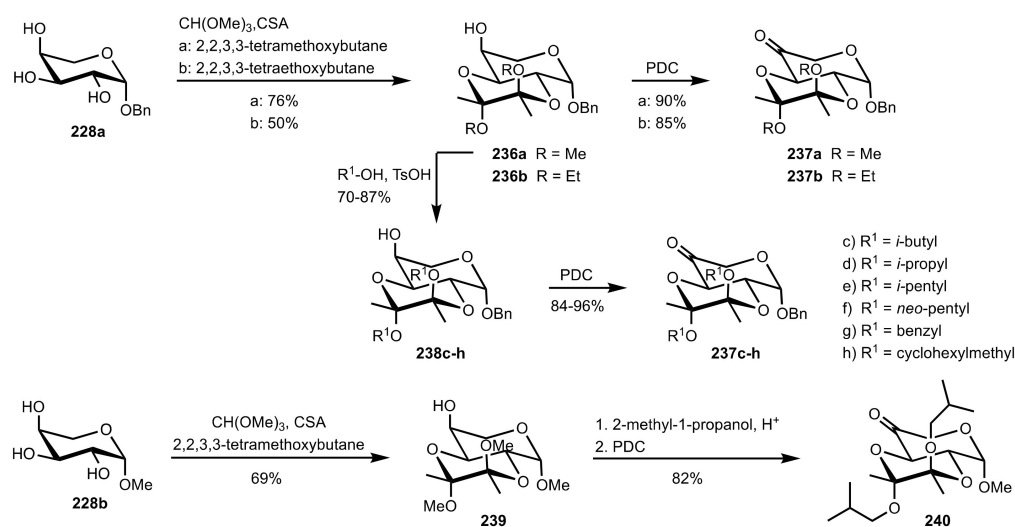 CH(OMe)3,CSA
a: 2,2,3,3-tetramethoxybutane
b: 2,2,3,3-tetraethoxybutane
a: 76%
b: 50%
HO
O
HO
HO
OBn
228a
HO
O
RO
O
O
OBn
RO
236a R = Me
236b R = Et
PDC
a: 90%
b: 85%
O
O
RO
O
O
OBn
RO
237a R = Me
237b R = Et
R1-OH, TsOH
70-87%
HO
O
R1O
O
O
OBn
R1O
238c-h
PDC
84-96%
O
O
R1O
O
O
OBn
R1O
237c-h
c) R1 = i-butyl
d) R1 = i-propyl
e) R1 = i-pentyl
f) R1 = neo-pentyl
g) R1 = benzyl
h) R1 = cyclohexylmethyl
HO
O
HO
HO
OMe
228b
CH(OMe)3, CSA
2,2,3,3-tetramethoxybutane
69%
HO
O
OMe
O
O
OMe
MeO
239
1. 2-methyl-1-propanol, H+
2. PDC
82%
O
O
O
O
O
OMe
O
240